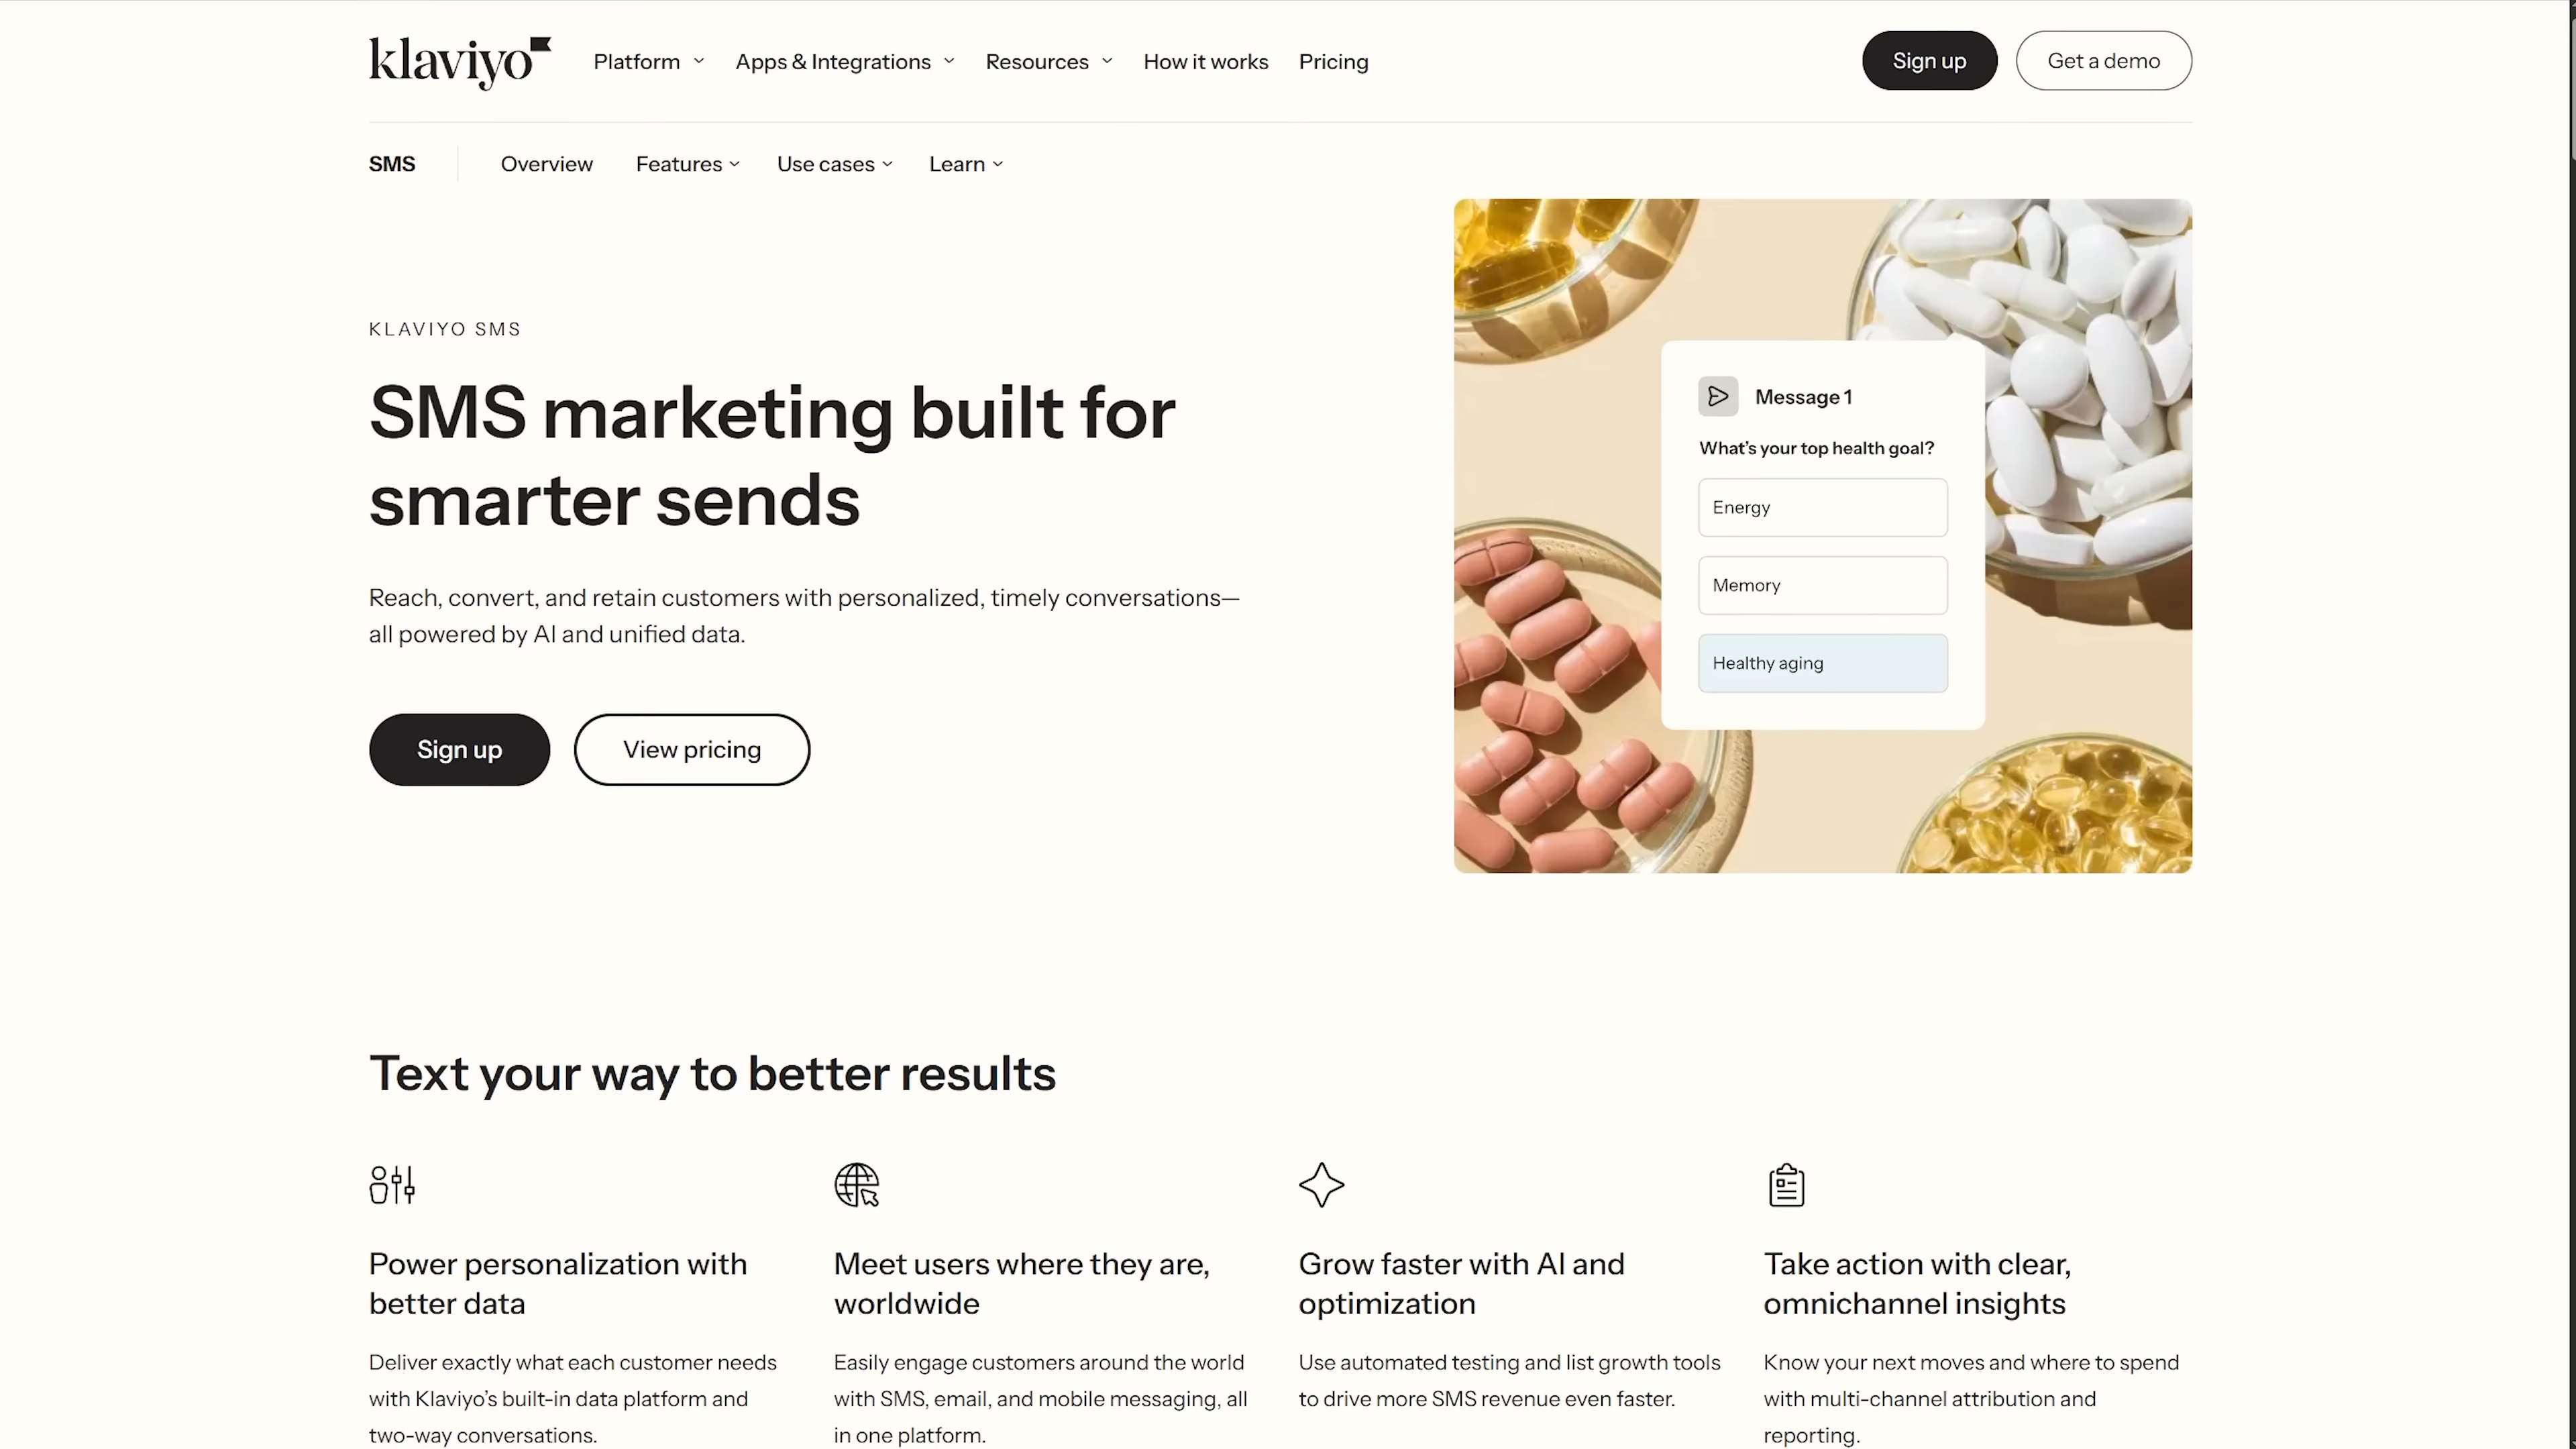 klaviyo
Platform
Apps & Integrations
Resources
How it works
Pricing
Sign up
Get a demo
SMS
Overview
Features
Use cases
Learn
KLAVIYO SMS
SMS marketing built for
smarter sends
Reach, convert, and retain customers with personalized, timely conversations—
all powered by AI and unified data.
Sign up
View pricing
Message 1
What's your top health goal?
Energy
Memory
Healthy aging
Text your way to better results
Power personalization with
better data
Deliver exactly what each customer needs
with Klaviyo’s built-in data platform and
two-way conversations.
Meet users where they are,
worldwide
Easily engage customers around the world
with SMS, email, and mobile messaging, all
in one platform.
Grow faster with AI and
optimization
Use automated testing and list growth tools
to drive more SMS revenue even faster.
Take action with clear,
omnichannel insights
Know your next moves and where to spend
with multi-channel attribution and
reporting.